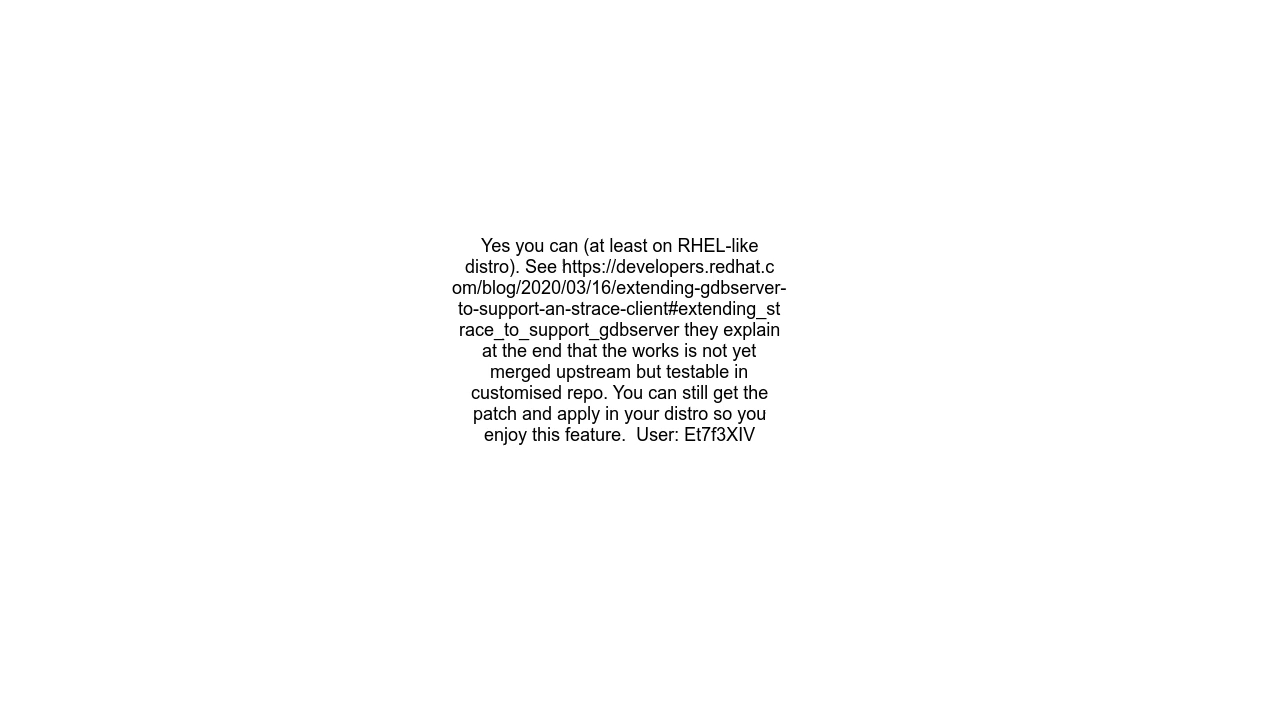 Yes you can (at least on RHEL-like
distro). See https://developers.redhat.c
om/blog/2020/03/16/extending-gdbserver-
to-support-an-strace-client#extending_st
race_to_support_gdbserver they explain
at the end that the works is not yet
merged upstream but testable in
customised repo. You can still get the
patch and apply in your distro so you
enjoy this feature.  User: Et7f3XIV